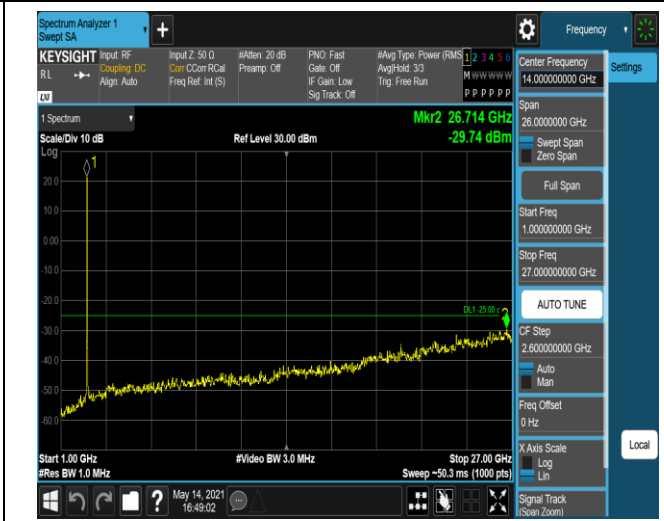 Spectrum Analyzer 1
Swept SA
+
Frequency
KEYSIGHT
RL
LXI
Input: RF
Coupling: DC
Align: Auto
Input Z: 50 Ω
Corr CCorr RCal
Freq Ref: Int (S)
#Atten: 20 dB
Preamp: Off
PNO: Fast
Gate: Off
IF Gain: Low
Sig Track: Off
#Avg Type: Power (RMS
Avg|Hold: 3/3
Trig: Free Run
1 2 3 4 5 6
M W W W W W
P P P P P P
1 Spectrum
Scale/Div 10 dB
Log
Ref Level 30.00 dBm
Mkr2 26.714 GHz
-29.74 dBm
1
20.0
10.0
0.00
-10.0
-20.0
-30.0
-40.0
-50.0
-60.0
DL1 -25.00
2
Start 1.00 GHz
#Res BW 1.0 MHz
#Video BW 3.0 MHz
Stop 27.00 GHz
Sweep ~50.3 ms (1000 pts)
?
May 14, 2021
16:49:02
Center Frequency
14.000000000 GHz
Settings
Span
26.0000000 GHz
Swept Span
Zero Span
Full Span
Start Freq
1.000000000 GHz
Stop Freq
27.000000000 GHz
AUTO TUNE
CF Step
2.600000000 GHz
Auto
Man
Freq Offset
0 Hz
X Axis Scale
Log
Lin
Local
Signal Track
(Span Zoom)